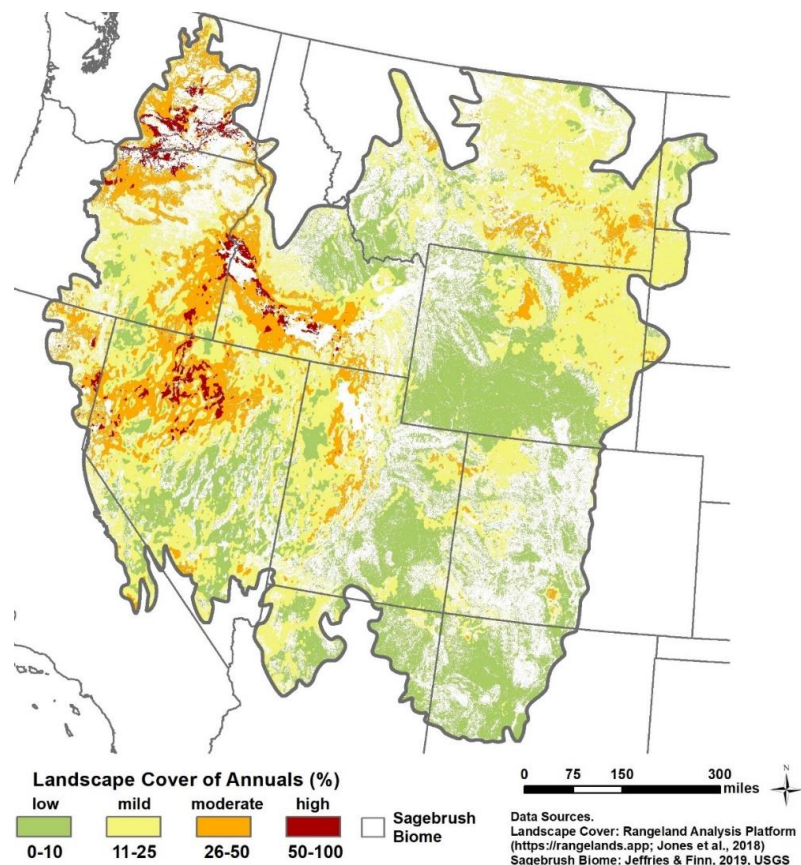 Landscape Cover of Annuals (%)
low mild moderate high
0-10 11-25 26-50 50-100
Sagebrush
Biome
N
0 75 150 300
miles
Data Sources.
Landscape Cover: Rangeland Analysis Platform
(https://rangelands.app; Jones et al., 2018)
Sagebrush Biome: Jeffries & Finn, 2019, USGS